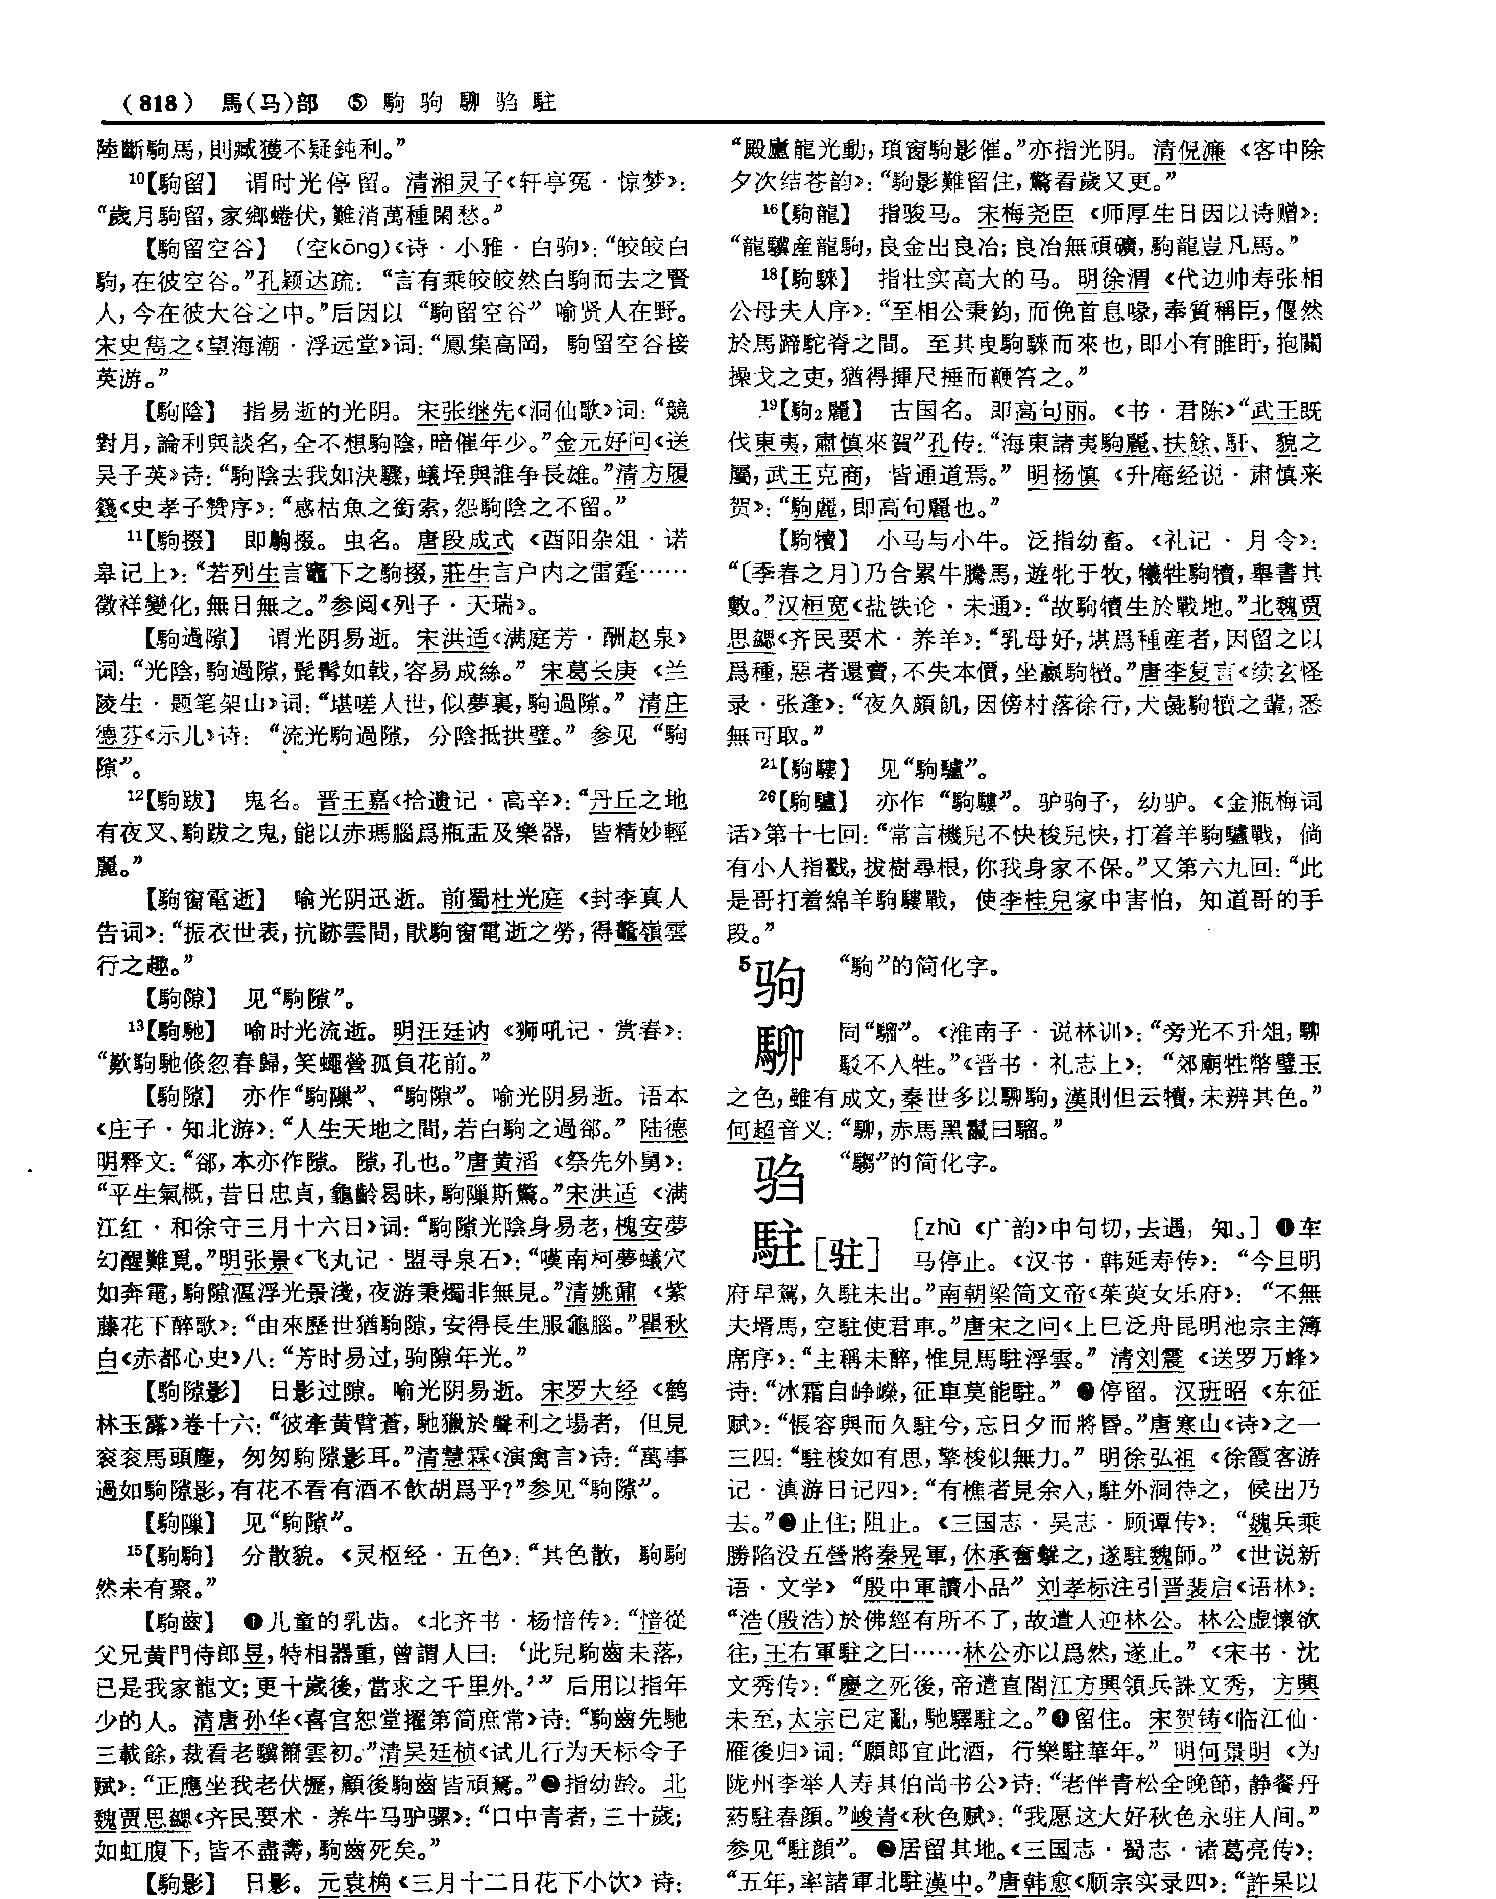 (818) 馬(马)部 ⑤ 駒 驹 駠 驺 駐
陸斷駒馬，則臧獲不疑鈍利。”
10【駒留】 谓时光停留。清湘灵子《轩亭冤·惊梦》：
“歲月駒留，家鄉蜷伏，難消萬種閑愁。”
【駒留空谷】 (空kōng)《诗·小雅·白驹》：“皎皎白
駒，在彼空谷。”孔颖达疏：“言有乘皎皎然白駒而去之賢
人，今在彼大谷之中。”后因以“駒留空谷”喻贤人在野。
宋史雋之《望海潮·浮远堂》词：“鳳集高岡，駒留空谷接
英游。”
【駒陰】 指易逝的光阴。宋张继先《洞仙歌》词：“競
對月，論利與談名，全不想駒陰，暗催年少。”金元好问《送
吴子英》诗：“駒陰去我如決驟，蟻垤與誰争長雄。”清方履
籛《史孝子赞序》：“惑枯魚之銜索，怨駒陰之不留。”
11【駒掇】 即鴝掇。虫名。唐段成式《酉阳杂俎·诺
皋记上》：“若列生言竈下之駒掇，莊生言户内之雷霆……
徵祥變化，無日無之。”参阅《列子·天瑞》。
【駒過隙】 谓光阴易逝。宋洪适《满庭芳·酬赵泉》
词：“光陰，駒過隙，髭髯如戟，容易成絲。”宋葛长庚《兰
陵生·题笔架山》词：“堪嗟人世，似夢裏，駒過隙。”清庄
德芬《示儿》诗：“流光駒過隙，分陰抵拱璧。”参见“駒
隙”。
12【駒跋】 鬼名。晋王嘉《拾遗记·高辛》：“丹丘之地
有夜叉、駒跋之鬼，能以赤瑪腦爲瓶盂及樂器，皆精妙輕
麗。”
【駒窗電逝】 喻光阴迅逝。前蜀杜光庭《封李真人
告词》：“振衣世表，抗跡雲間，猒駒窗電逝之勞，得鼇嶺雲
行之趣。”
【駒隙】 见“駒隙”。
13【駒馳】 喻时光流逝。明汪廷讷《狮吼记·赏春》：
“歎駒馳倏忽春歸，笑蠅營孤負花前。”
【駒隙】 亦作“駒隟”、“駒隙”。喻光阴易逝。语本
《庄子·知北游》：“人生天地之間，若白駒之過郤。”陆德
明释文：“郤，本亦作隙。隙，孔也。”唐黄滔《祭先外舅》：
“平生氣概，昔日忠貞，龜齡曷昧，駒隟斯驚。”宋洪适《满
江红·和徐守三月十六日》词：“駒隙光陰身易老，槐安夢
幻醒難覓。”明张景《飞丸记·盟寻泉石》：“嘆南柯夢蟻穴
如奔電，駒隙漚浮光景淺，夜游秉燭非無見。”清姚鼐《紫
藤花下醉歌》：“由來歷世猶駒隙，安得長生服龜腦。”瞿秋
白《赤都心史》八：“芳时易过，驹隙年光。”
【駒隙影】 日影过隙。喻光阴易逝。宋罗大经《鹤
林玉露》卷十六：“彼牽黄臂蒼，馳獵於聲利之場者，但見
衮衮馬頭塵，匆匆駒隙影耳。”清慧霖《演禽言》诗：“萬事
過如駒隙影，有花不看有酒不飲胡爲乎？”参见“駒隙”。
【駒隟】 见“駒隙”。
15【駒駒】 分散貌。《灵枢经·五色》：“其色散，駒駒
然未有聚。”
【駒齒】 ❶儿童的乳齿。《北齐书·杨愔传》：“愔從
父兄黄門侍郎昱，特相器重，曾謂人曰：‘此兒駒齒未落，
已是我家龍文；更十歲後，當求之千里外。’”后用以指年
少的人。清唐孙华《喜宫恕堂擢第简庶常》诗：“駒齒先馳
三載餘，裁看老驥籋雲初。”清吴廷桢《试儿行为天标令子
赋》：“正應坐我老伏櫪，顧後駒齒皆頑駑。”❷指幼龄。北
魏贾思勰《齐民要术·养牛马驴骡》：“口中青者，三十歲；
如虹腹下，皆不盡壽，駒齒死矣。”
【駒影】 日影。元袁桷《三月十二日花下小饮》诗：
“殿廬龍光動，瑣窗駒影催。”亦指光阴。清倪濂《客中除
夕次结苍韵》：“駒影難留住，驚看歲又更。”
16【駒龍】 指骏马。宋梅尧臣《师厚生日因以诗赠》：
“龍驥産龍駒，良金出良冶；良冶無頑礦，駒龍豈凡馬。”
18【駒騋】 指壮实高大的马。明徐渭《代边帅寿张相
公母夫人序》：“至相公秉鈞，而俛首息喙，奉質稱臣，偃然
於馬蹄駝脊之間。至其曳駒騋而來也，即小有睢盱，抱關
操戈之吏，猶得揮尺捶而鞭笞之。”
19【駒2麗】 古国名。即高句丽。《书·君陈》“武王既
伐東夷，肅慎來賀”孔传：“海東諸夷駒麗、扶餘、馯、貌之
屬，武王克商，皆通道焉。”明杨慎《升庵经说·肃慎来
贺》：“駒麗，即高句麗也。”
【駒犢】 小马与小牛。泛指幼畜。《礼记·月令》：
“〔季春之月〕乃合累牛騰馬，遊牝于牧，犧牲駒犢，舉書其
數。”汉桓宽《盐铁论·未通》：“故駒犢生於戰地。”北魏贾
思勰《齐民要术·养羊》：“乳母好，堪爲種産者，因留之以
爲種，惡者還賣，不失本價，坐嬴駒犢。”唐李复言《续玄怪
录·张逢》：“夜久頗飢，因傍村落徐行，犬彘駒犢之輩，悉
無可取。”
21【駒騾】 见“駒驢”。
26【駒驢】 亦作“駒騾”。驴驹子，幼驴。《金瓶梅词
话》第十七回：“常言機兒不快梭兒快，打着羊駒驢戰，倘
有小人指戳，拔樹尋根，你我身家不保。”又第六九回：“此
是哥打着綿羊駒騾戰，使李桂兒家中害怕，知道哥的手
段。”
5驹 “駒”的简化字。
駠 同“騮”。《淮南子·说林训》：“旁光不升俎，駠
駁不入牲。”《晋书·礼志上》：“郊廟牲幣璧玉
之色，雖有成文，秦世多以駠駒，漢則但云犢，未辨其色。”
何超音义：“駠，赤馬黑鬣曰騮。”
驺 “騶”的简化字。
駐[驻] [zhù《广韵》中句切，去遇，知。] ❶车
马停止。《汉书·韩延寿传》：“今旦明
府早駕，久駐未出。”南朝梁简文帝《茱萸女乐府》：“不無
夫壻馬，空駐使君車。”唐宋之问《上巳泛舟昆明池宗主簿
席序》：“主稱未醉，惟見馬駐浮雲。”清刘震《送罗万峰》
诗：“冰霜自崢嶸，征車莫能駐。”❷停留。汉班昭《东征
赋》：“悵容與而久駐兮，忘日夕而將昏。”唐寒山《诗》之一
三四：“駐梭如有思，擎梭似無力。”明徐弘祖《徐霞客游
记·滇游日记四》：“有樵者見余入，駐外洞待之，候出乃
去。”❸止住；阻止。《三国志·吴志·顾谭传》：“魏兵乘
勝陷没五營將秦晃軍，休承奮擊之，遂駐魏師。”《世说新
语·文学》“殷中軍讀小品”刘孝标注引晋裴启《语林》：
“浩(殷浩)於佛經有所不了，故遣人迎林公。林公虚懷欲
往，王右軍駐之曰……林公亦以爲然，遂止。”《宋书·沈
文秀传》：“慶之死後，帝遣直閤江方興領兵誅文秀，方興
未至，太宗已定亂，馳驛駐之。”❹留住。宋贺铸《临江仙·
雁後归》词：“願郎宜此酒，行樂駐華年。”明何景明《为
陇州李举人寿其伯尚书公》诗：“老伴青松全晚節，静餐丹
药駐春顔。”峻青《秋色赋》：“我愿这大好秋色永驻人间。”
参见“駐顔”。❺居留其地。《三国志·蜀志·诸葛亮传》：
“五年，率諸軍北駐漢中。”唐韩愈《顺宗实录四》：“許杲以